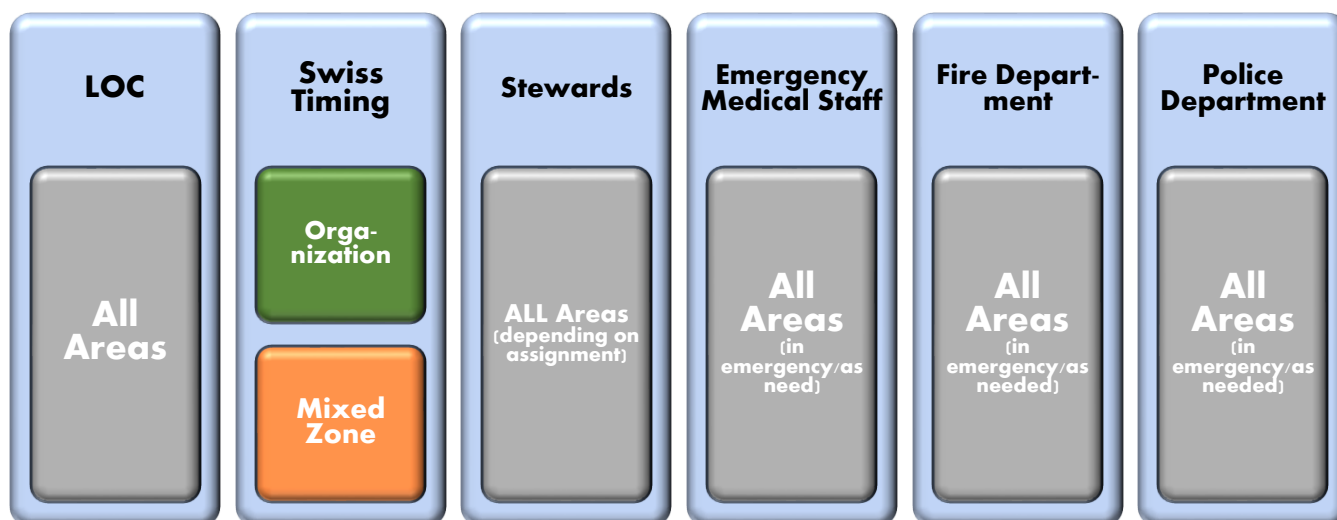 LOC
All
Areas
Swiss
Timing
Orga-
nization
Mixed
Zone
Stewards
ALL Areas
(depending on
assignment)
Emergency
Medical Staff
All
Areas
(in
emergency/as
need)
Fire Depart-
ment
All
Areas
(in
emergency/as
needed)
Police
Department
All
Areas
(in
emergency/as
needed)